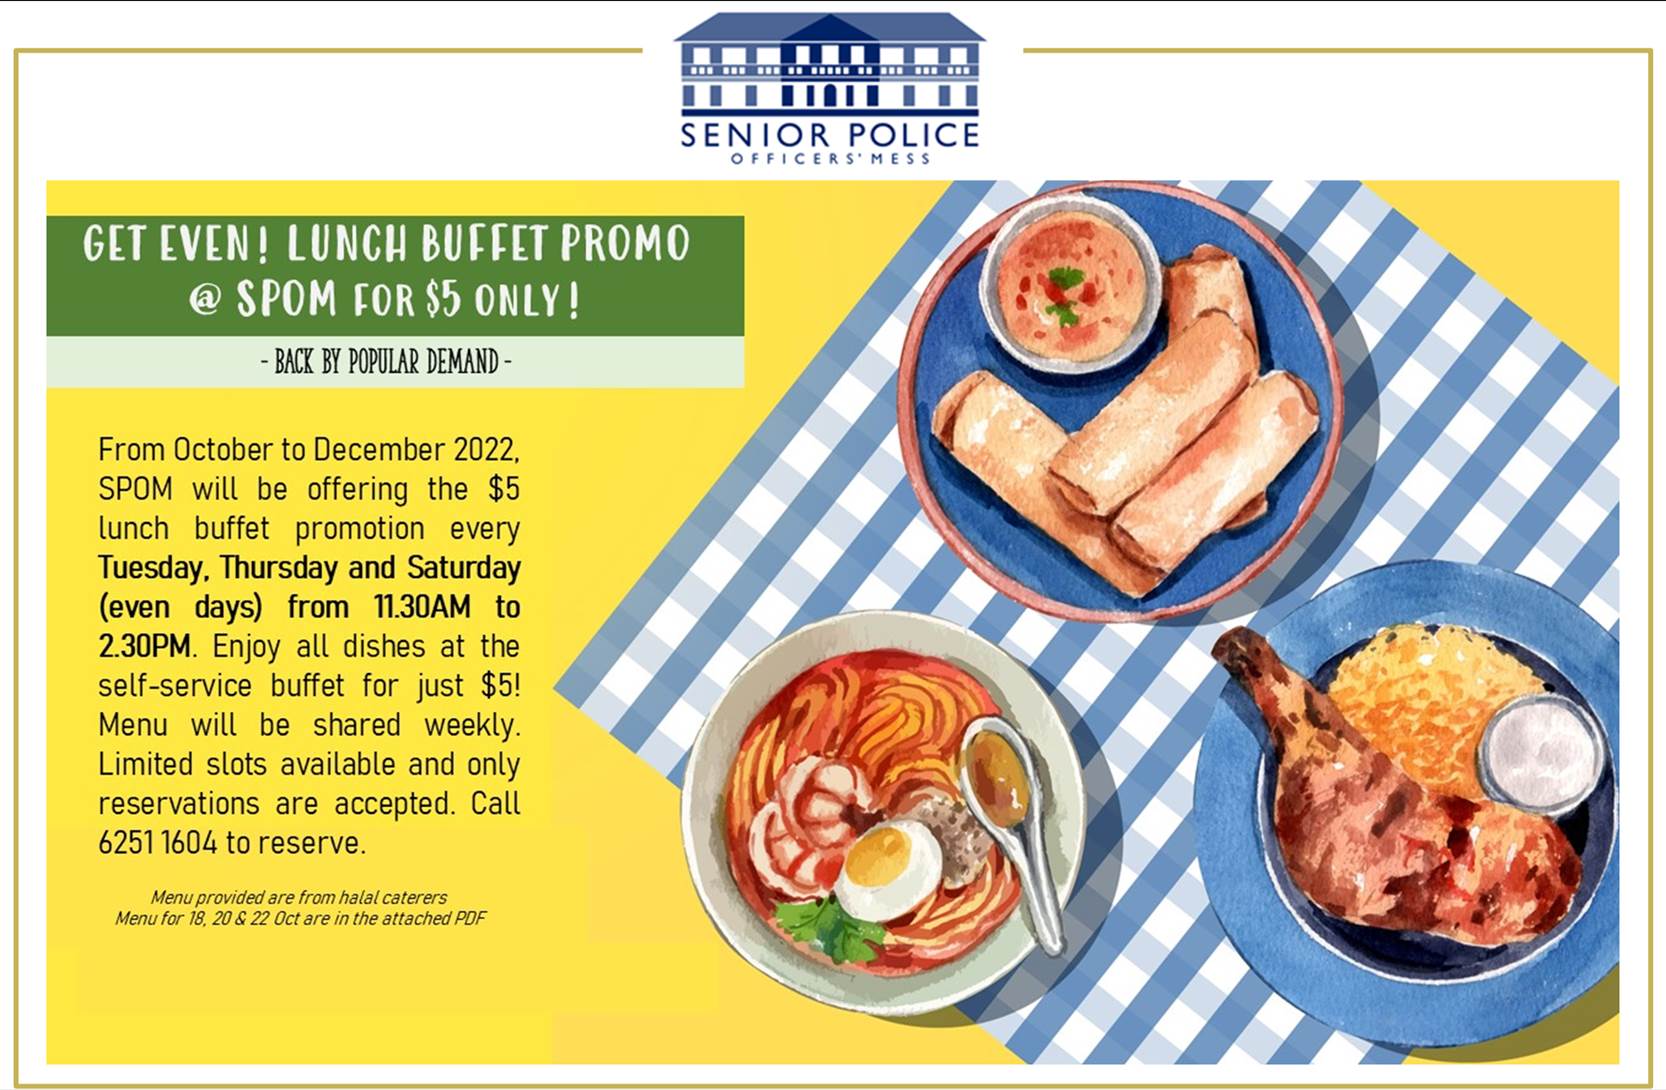 SENIOR POLICE
OFFICERS' MESS
GET EVEN! LUNCH BUFFET PROMO
@ SPOM FOR $5 ONLY!
- BACK BY POPULAR DEMAND -
From October to December 2022,
SPOM will be offering the $5
lunch buffet promotion every
Tuesday, Thursday and Saturday
(even days) from 11.30AM to
2.30PM. Enjoy all dishes at the
self-service buffet for just $5!
Menu will be shared weekly.
Limited slots available and only
reservations are accepted. Call
6251 1604 to reserve.
Menu provided are from halal caterers
Menu for 18, 20 & 22 Oct are in the attached PDF